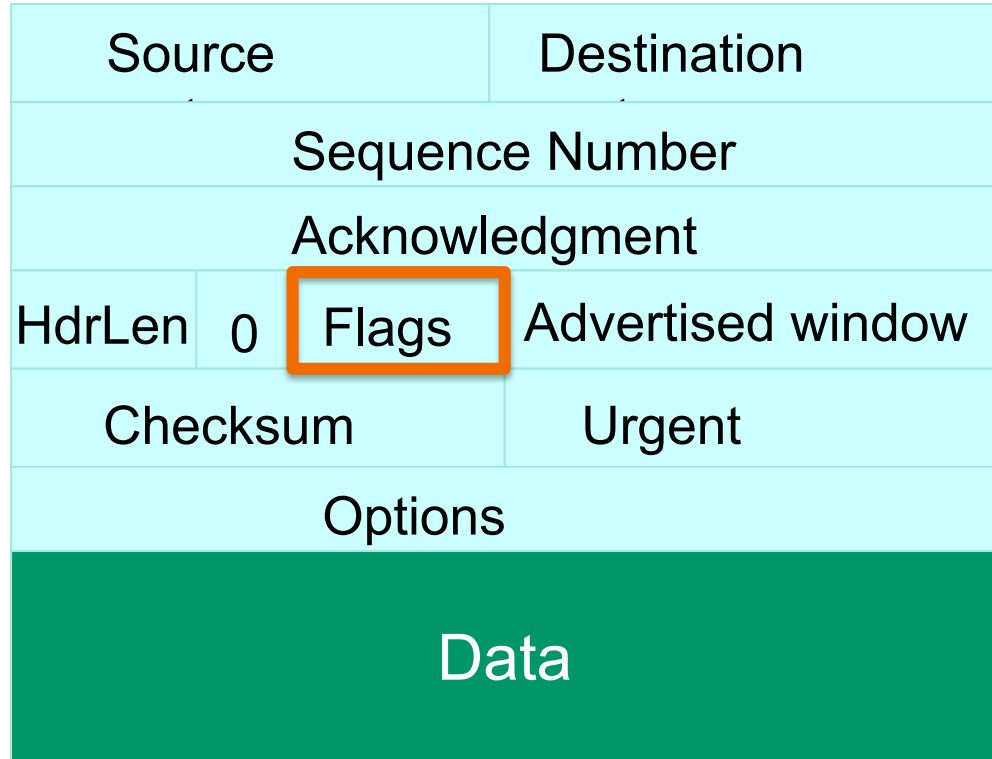 Source
Destination
Sequence Number
Acknowledgment
HdrLen
0
Flags
Advertised window
Checksum
Urgent
Options
Data